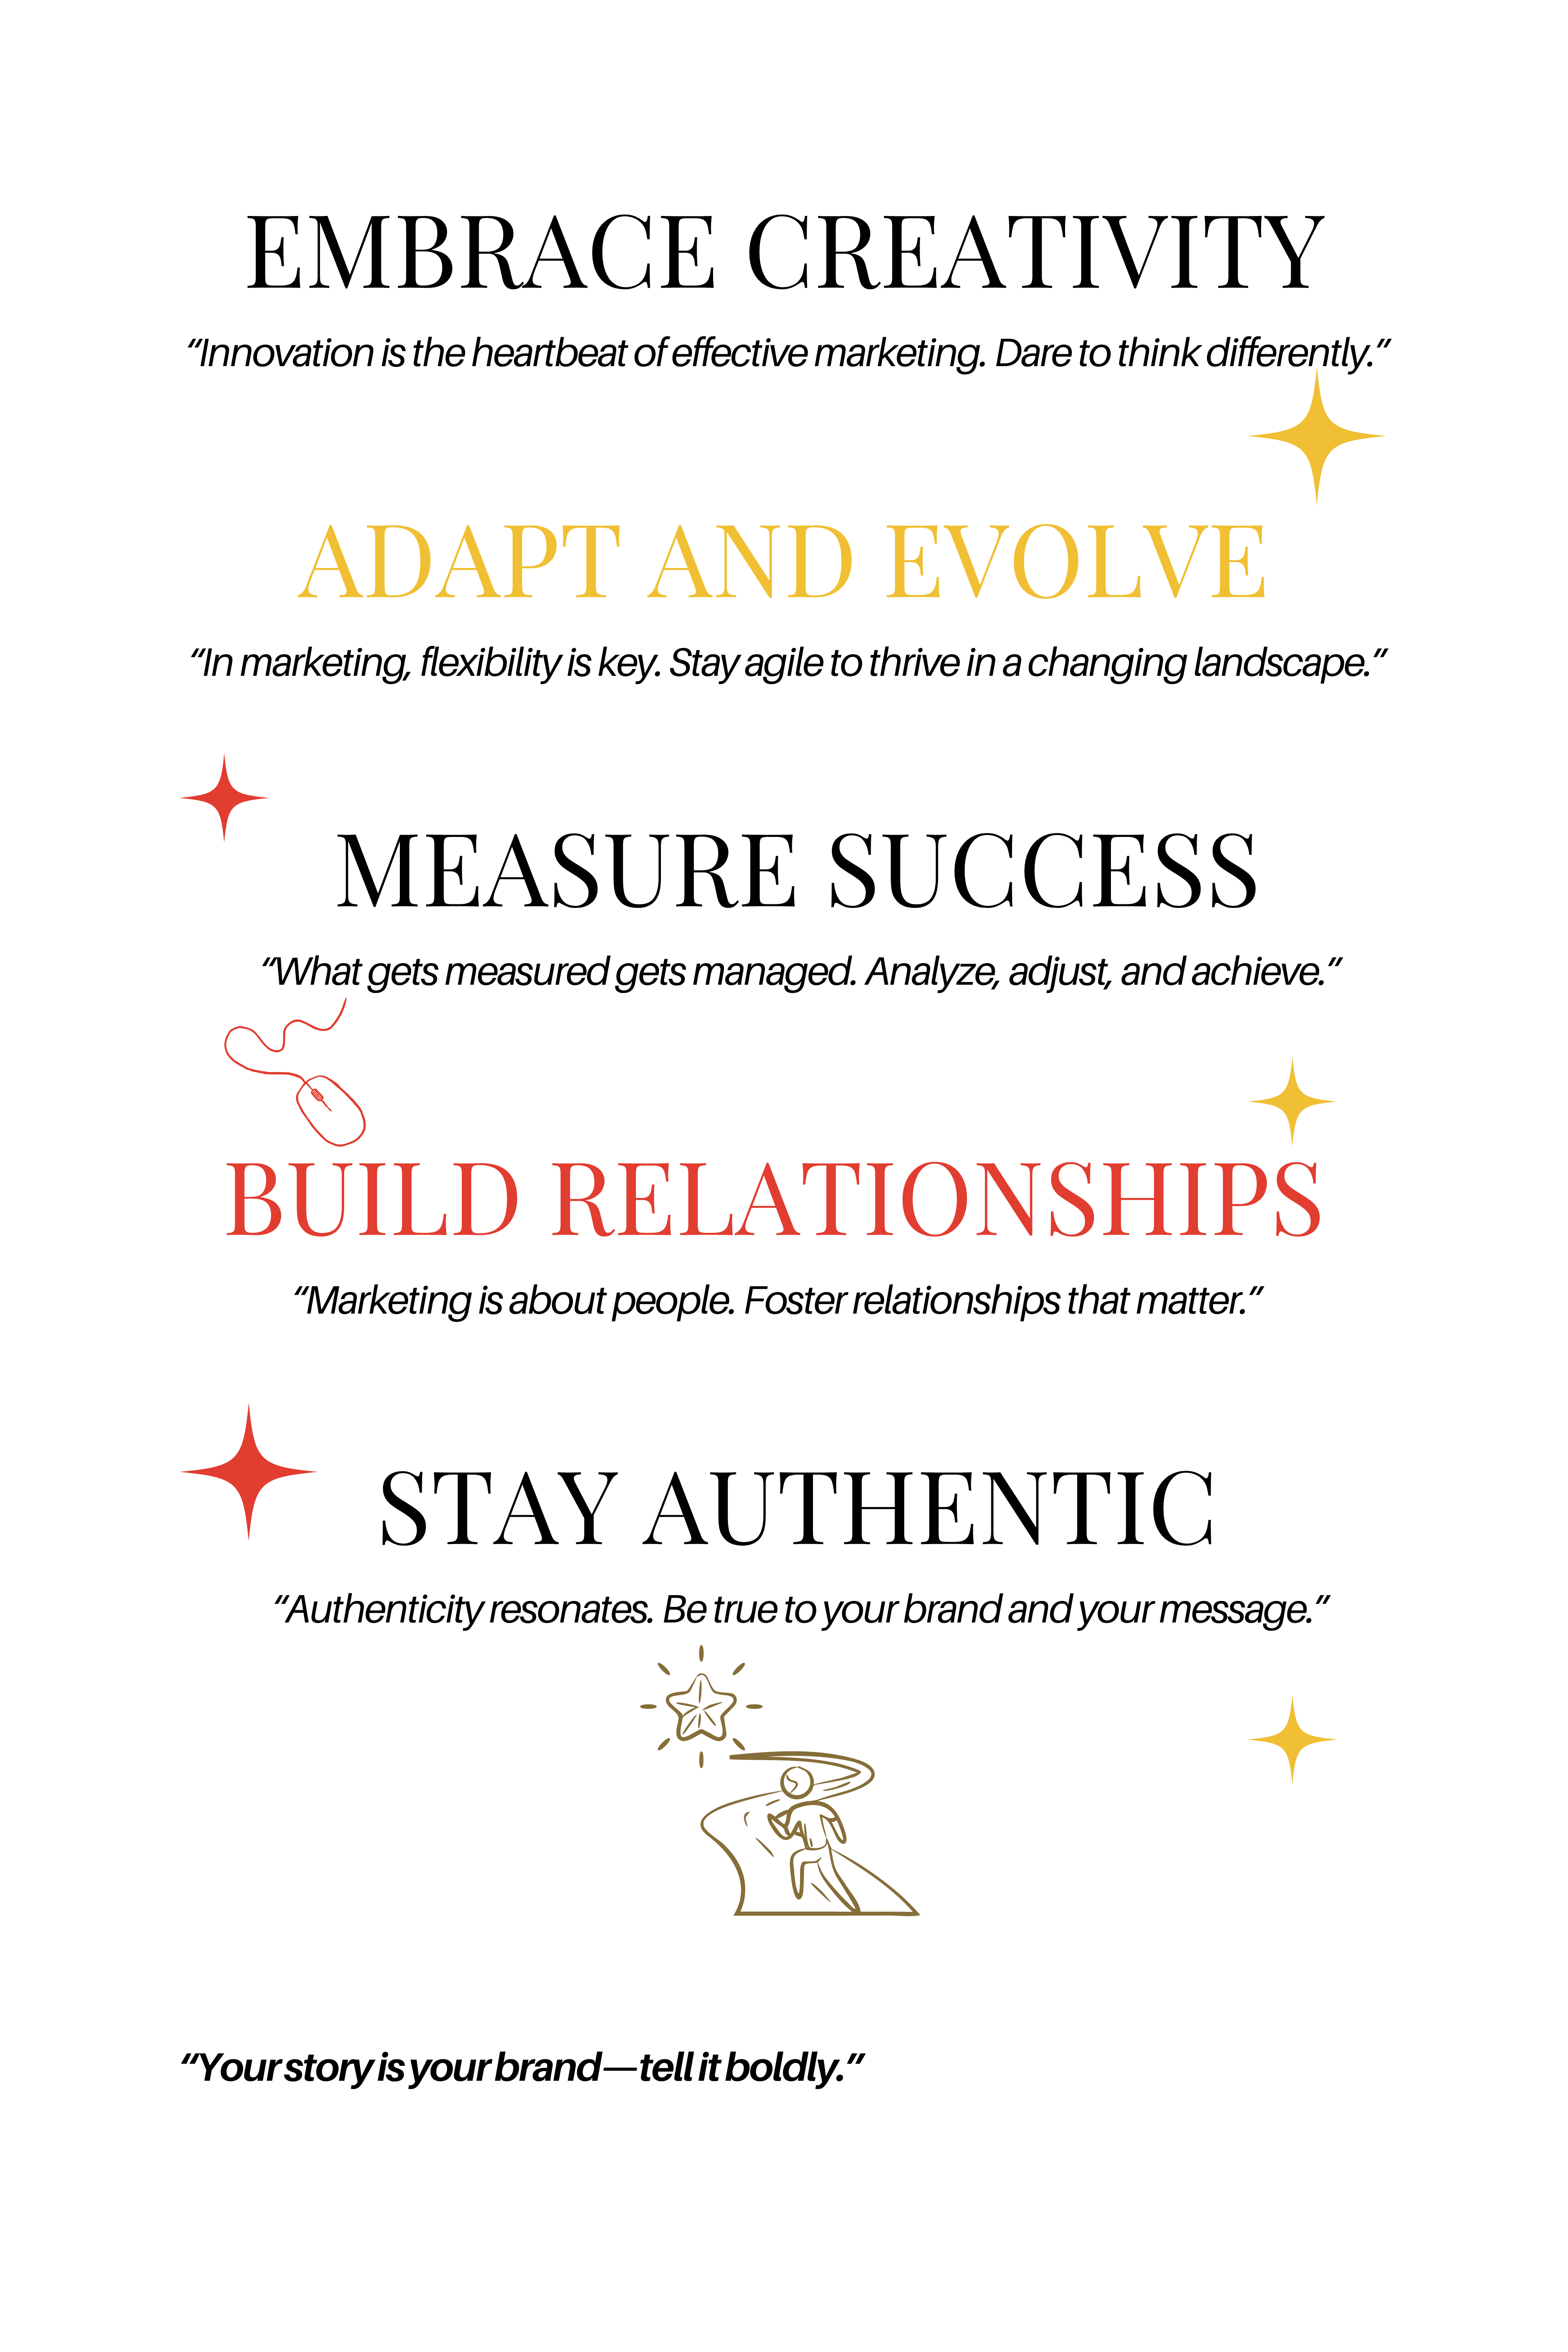 EMBRACE CREATIVITY
“Innovation is the heartbeat of effective marketing. Dare to think differently.”
ADAPT AND EVOLVE
“In marketing, flexibility is key. Stay agile to thrive in a changing landscape.”
MEASURE SUCCESS
“What gets measured gets managed. Analyze, adjust, and achieve.”
BUILD RELATIONSHIPS
“Marketing is about people. Foster relationships that matter.”
STAY AUTHENTIC
“Authenticity resonates. Be true to your brand and your message.”
“Your story is your brand—tell it boldly.”